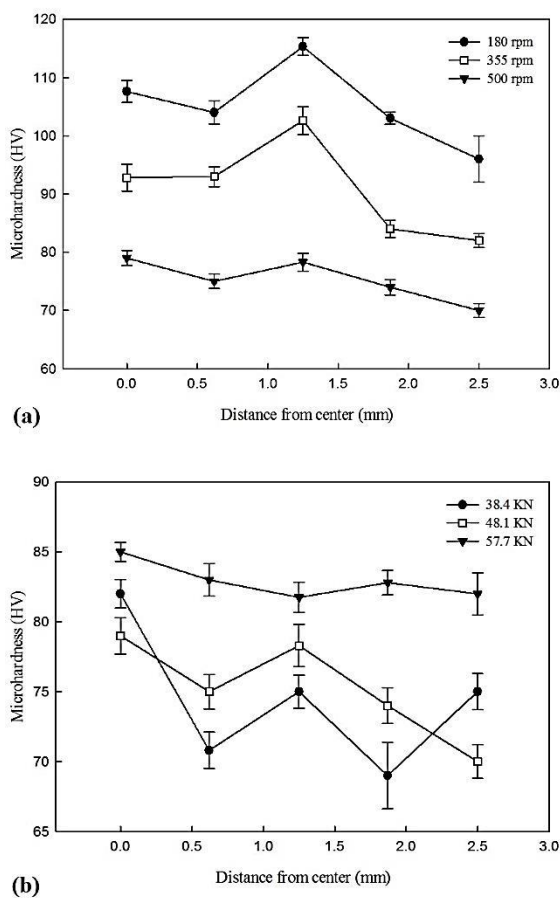 120
110
100
90
80
70
60
Microhardness (HV)
180 rpm
355 rpm
500 rpm
0.0 0.5 1.0 1.5 2.0 2.5 3.0
Distance from center (mm)
(a)
90
85
80
75
70
65
Microhardness (HV)
38.4 KN
48.1 KN
57.7 KN
0.0 0.5 1.0 1.5 2.0 2.5 3.0
Distance from center (mm)
(b)